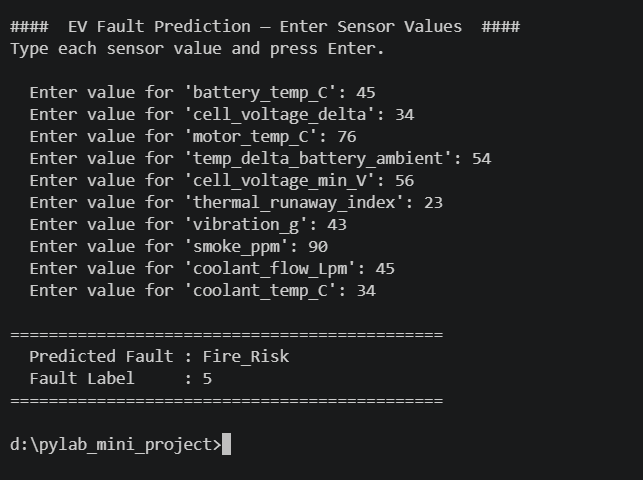 ####  EV Fault Prediction — Enter Sensor Values  ####
Type each sensor value and press Enter.
Enter value for 'battery_temp_C': 45
Enter value for 'cell_voltage_delta': 34
Enter value for 'motor_temp_C': 76
Enter value for 'temp_delta_battery_ambient': 54
Enter value for 'cell_voltage_min_V': 56
Enter value for 'thermal_runaway_index': 23
Enter value for 'vibration_g': 43
Enter value for 'smoke_ppm': 90
Enter value for 'coolant_flow_Lpm': 45
Enter value for 'coolant_temp_C': 34
=============================================
Predicted Fault : Fire_Risk
Fault Label     : 5
=============================================
d:\pylab_mini_project>